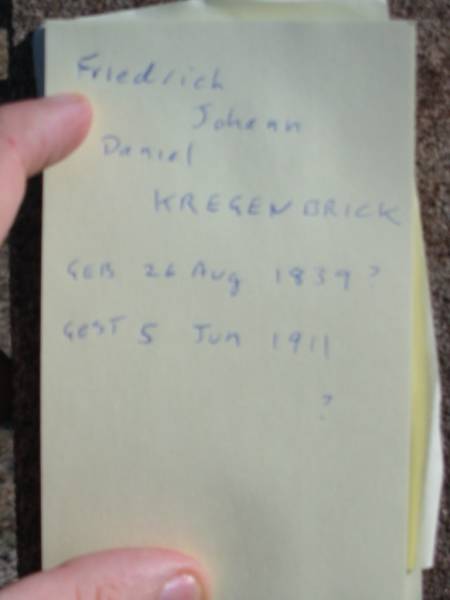 Friedrich
Johann
Daniel
KREGENBRICK
GEB 26 Aug 1839?
GEST 5 Jun 1911
?